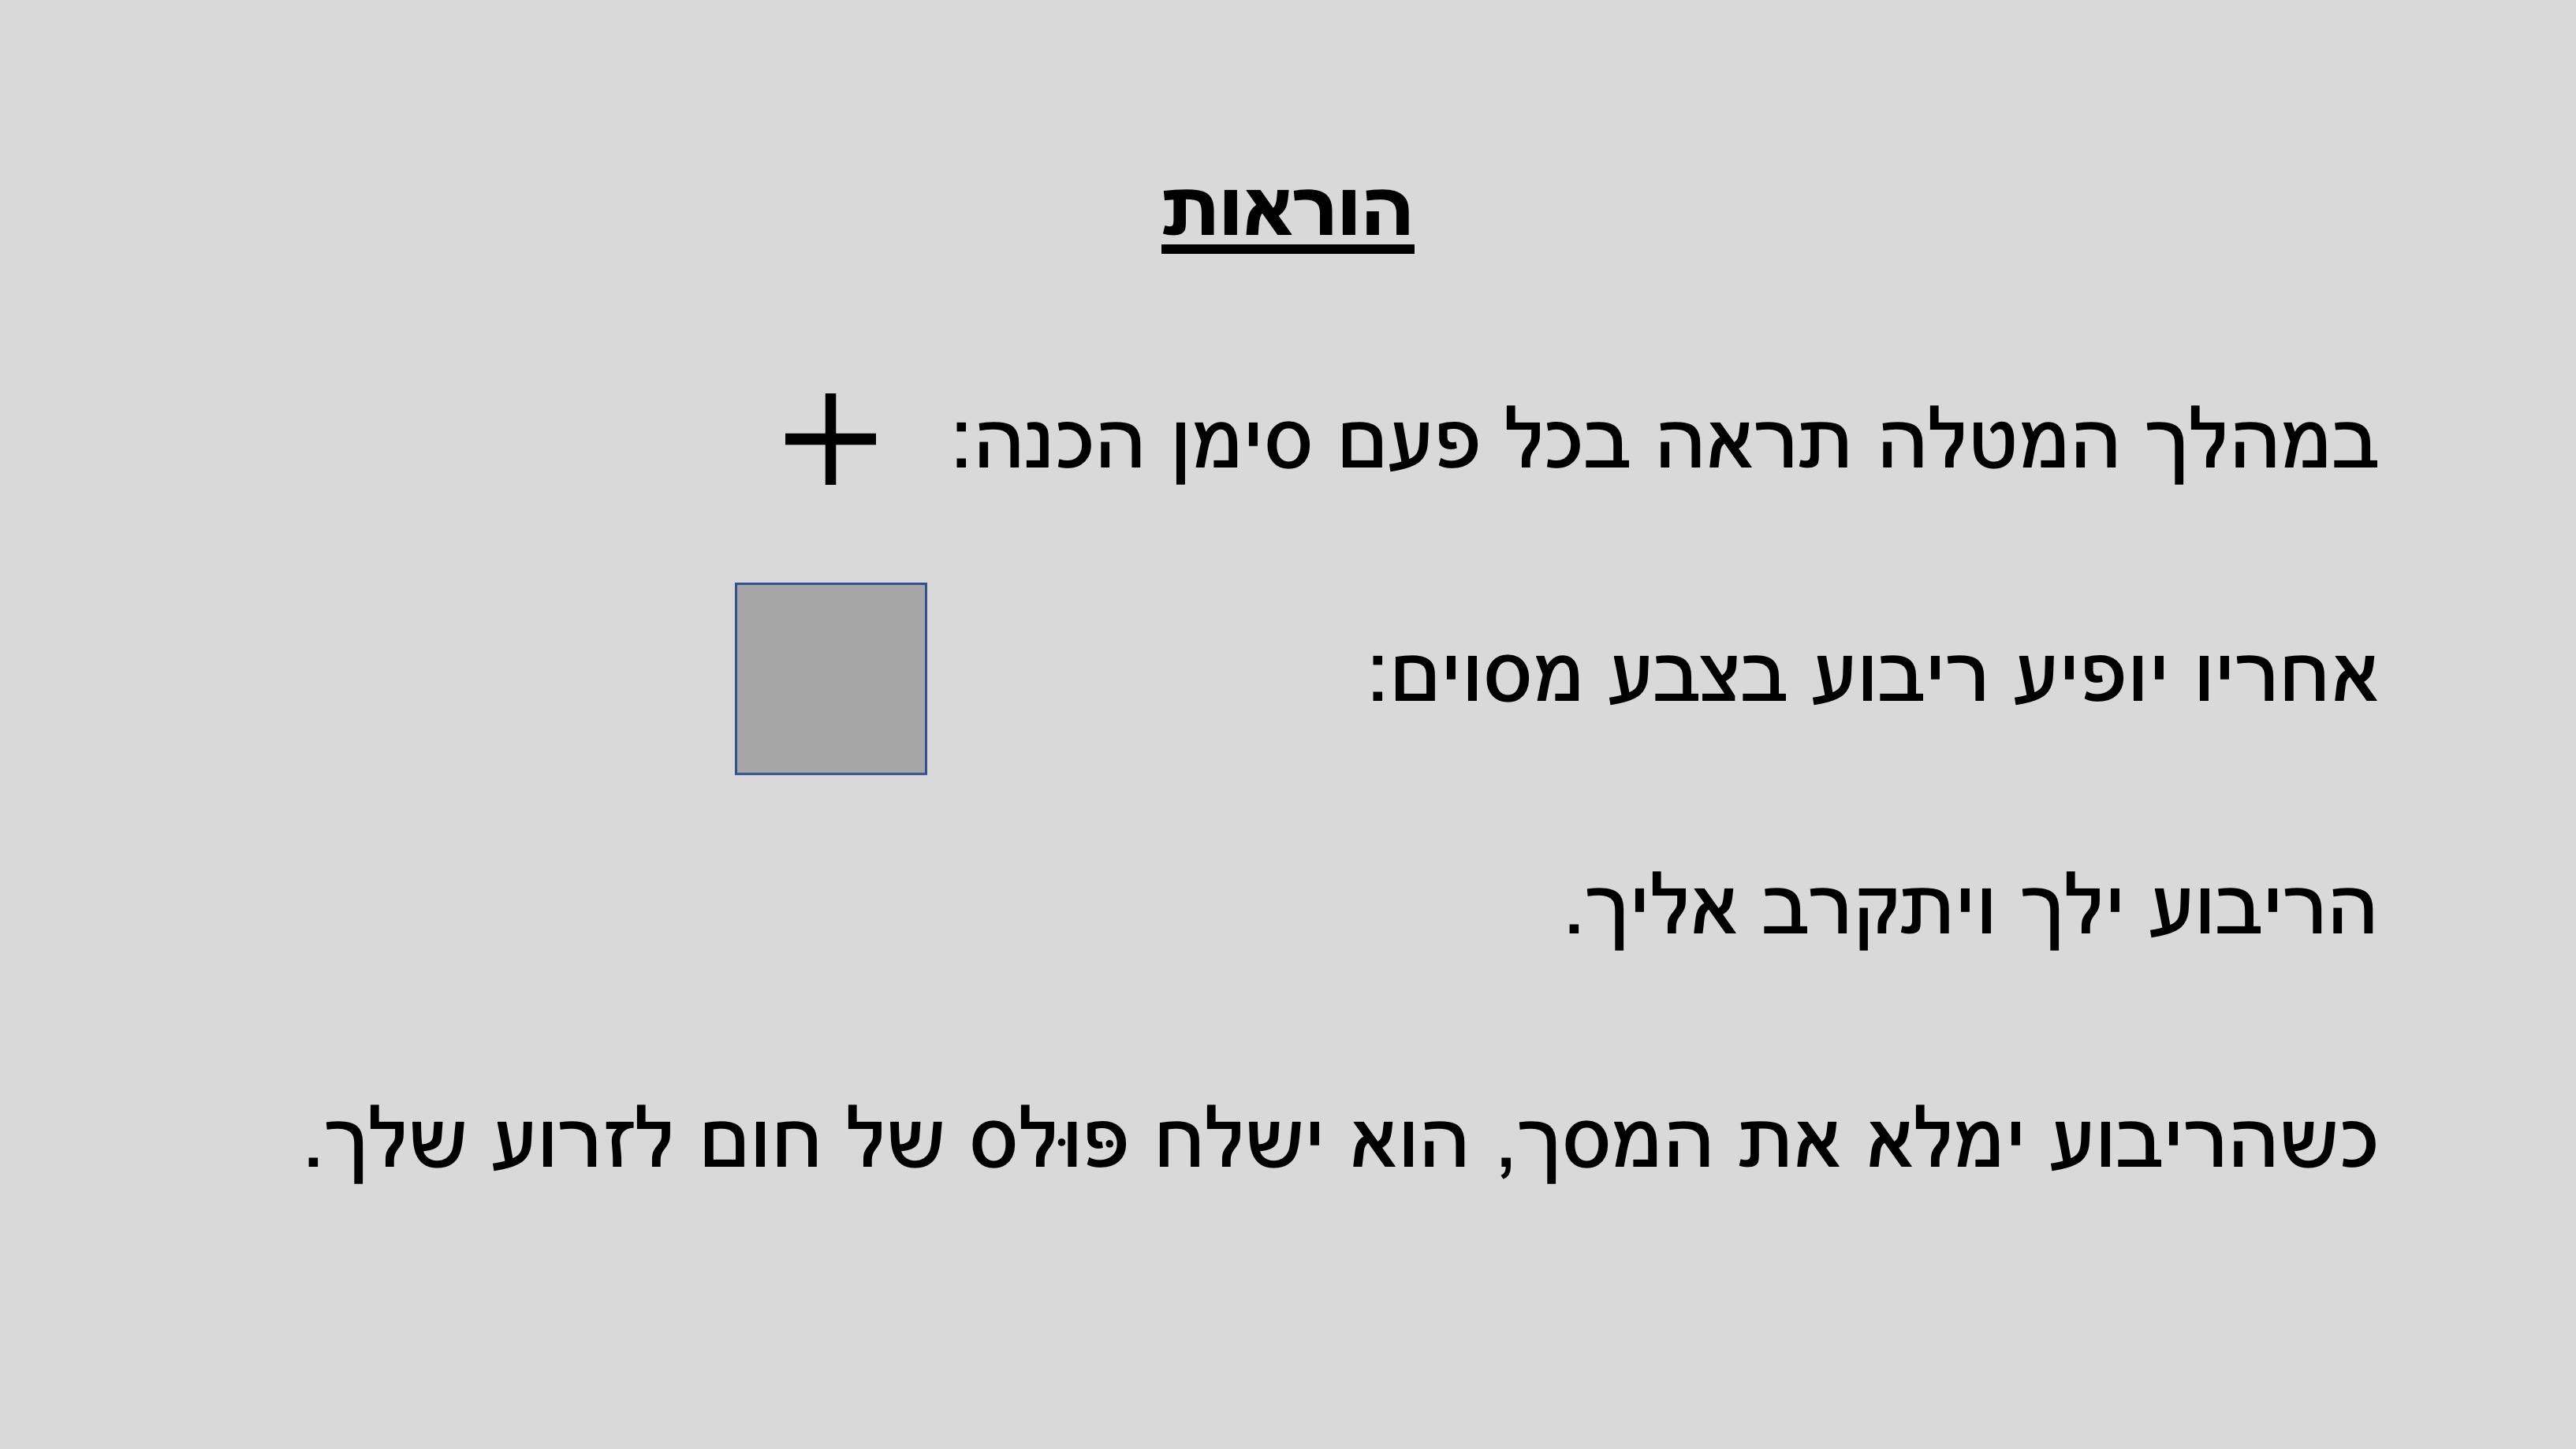 הוראות
במהלך המטלה תראה בכל פעם סימן הכנה: +
אחריו יופיע ריבוע בצבע מסוים:
הריבוע ילך ויתקרב אליך.
כשהריבוע ימלא את המסך, הוא ישלח פּוּלס של חום לזרוע שלך.